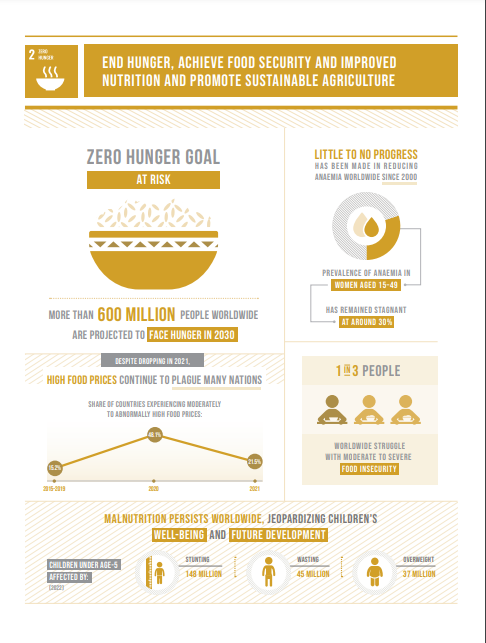 2 ZERO
HUNGER
END HUNGER, ACHIEVE FOOD SECURITY AND IMPROVED
NUTRITION AND PROMOTE SUSTAINABLE AGRICULTURE
ZERO HUNGER GOAL
AT RISK
MORE THAN 600 MILLION PEOPLE WORLDWIDE
ARE PROJECTED TO FACE HUNGER IN 2030
DESPITE DROPPING IN 2021,
HIGH FOOD PRICES CONTINUE TO PLAGUE MANY NATIONS
SHARE OF COUNTRIES EXPERIENCING MODERATELY
TO ABNORMALLY HIGH FOOD PRICES:
15.2%
48.1%
21.5%
2015-2019
2020
2021
LITTLE TO NO PROGRESS
HAS BEEN MADE IN REDUCING
ANAEMIA WORLDWIDE SINCE 2000
PREVALENCE OF ANAEMIA IN
WOMEN AGED 15-49
HAS REMAINED STAGNANT
AT AROUND 30%
1 IN 3 PEOPLE
WORLDWIDE STRUGGLE
WITH MODERATE TO SEVERE
FOOD INSECURITY
MALNUTRITION PERSISTS WORLDWIDE, JEOPARDIZING CHILDREN'S
WELL-BEING AND FUTURE DEVELOPMENT
CHILDREN UNDER AGE-5
AFFECTED BY:
(2022)
STUNTING
148 MILLION
WASTING
45 MILLION
OVERWEIGHT
37 MILLION